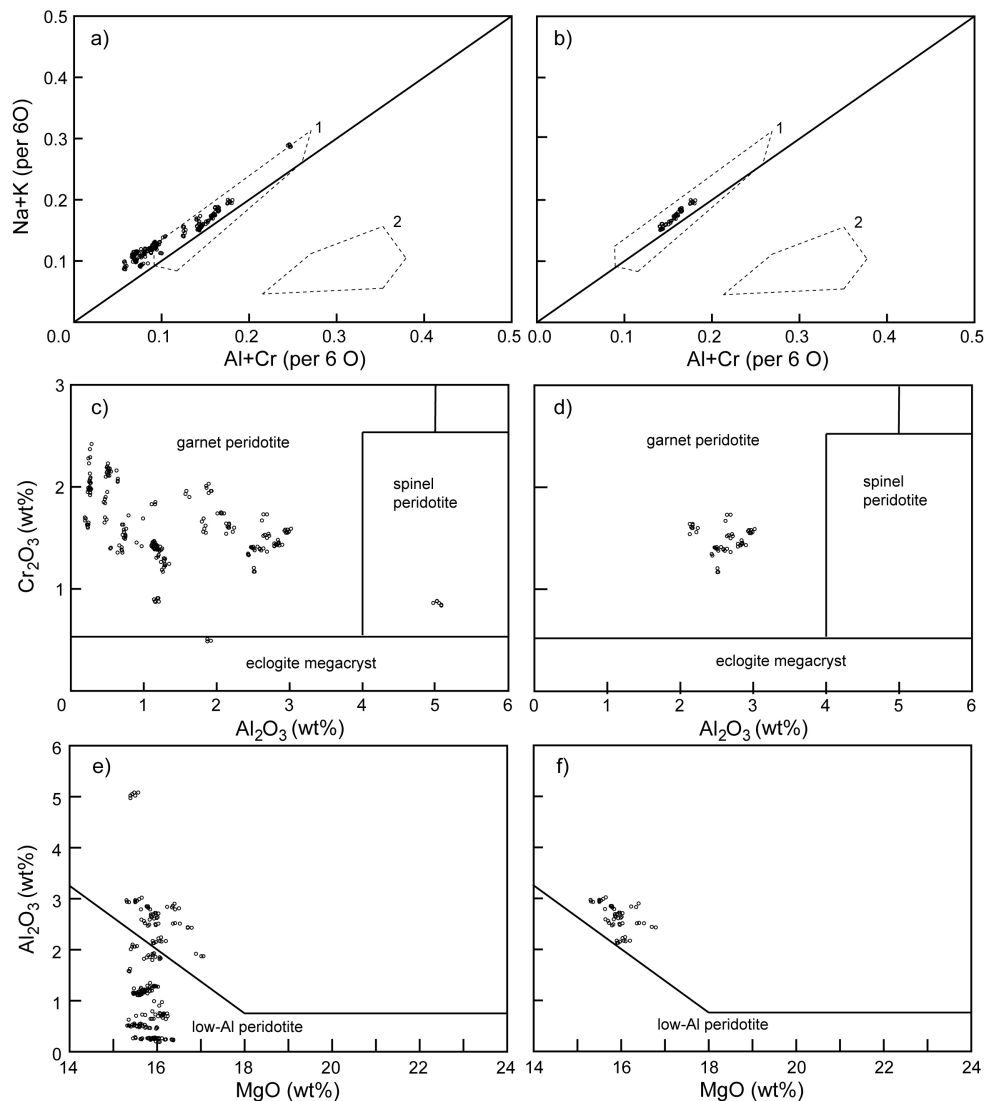 a)
Na+K (per 6O)
0.5
0.4
0.3
0.2
0.1
0.0
0.1
0.2
0.3
0.4
0.5
1
2
Al+Cr (per 6 O)
b)
0.1
0.2
0.3
0.4
0.5
1
2
Al+Cr (per 6 O)
c)
Cr2O3 (wt%)
3
2
1
0
1
2
3
4
5
6
garnet peridotite
spinel
peridotite
eclogite megacryst
Al2O3 (wt%)
d)
0
1
2
3
4
5
6
garnet peridotite
spinel
peridotite
eclogite megacryst
Al2O3 (wt%)
e)
Al2O3 (wt%)
6
5
4
3
2
1
0
14
16
18
20
22
24
low-Al peridotite
MgO (wt%)
f)
14
16
18
20
22
24
low-Al peridotite
MgO (wt%)